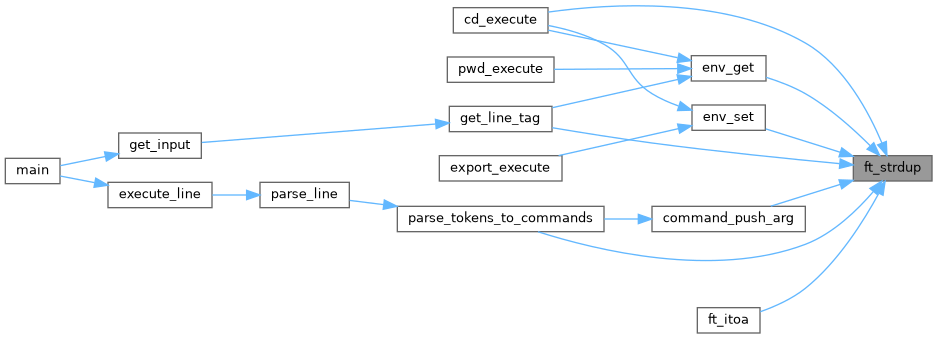 cd_execute
pwd_execute
env_get
get_line_tag
env_set
get_input
export_execute
main
ft_strdup
execute_line
parse_line
parse_tokens_to_commands
command_push_arg
ft_itoa